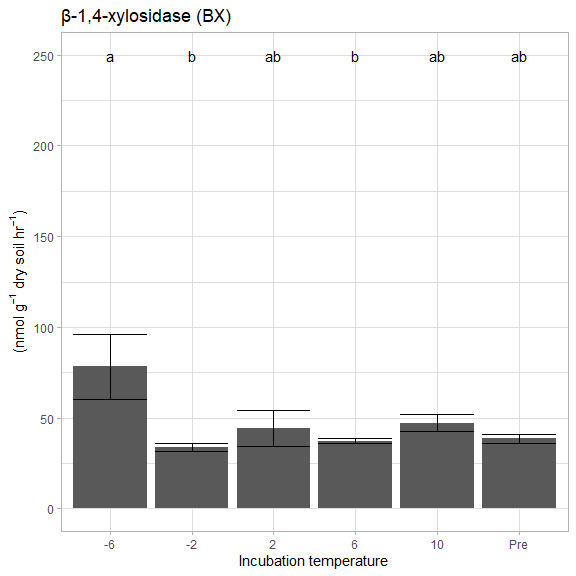 β-1,4-xylosidase (BX)
250
a b ab b ab ab
200
150
100
50
0
(nmol g⁻¹ dry soil hr⁻¹)
-6 -2 2 6 10 Pre
Incubation temperature